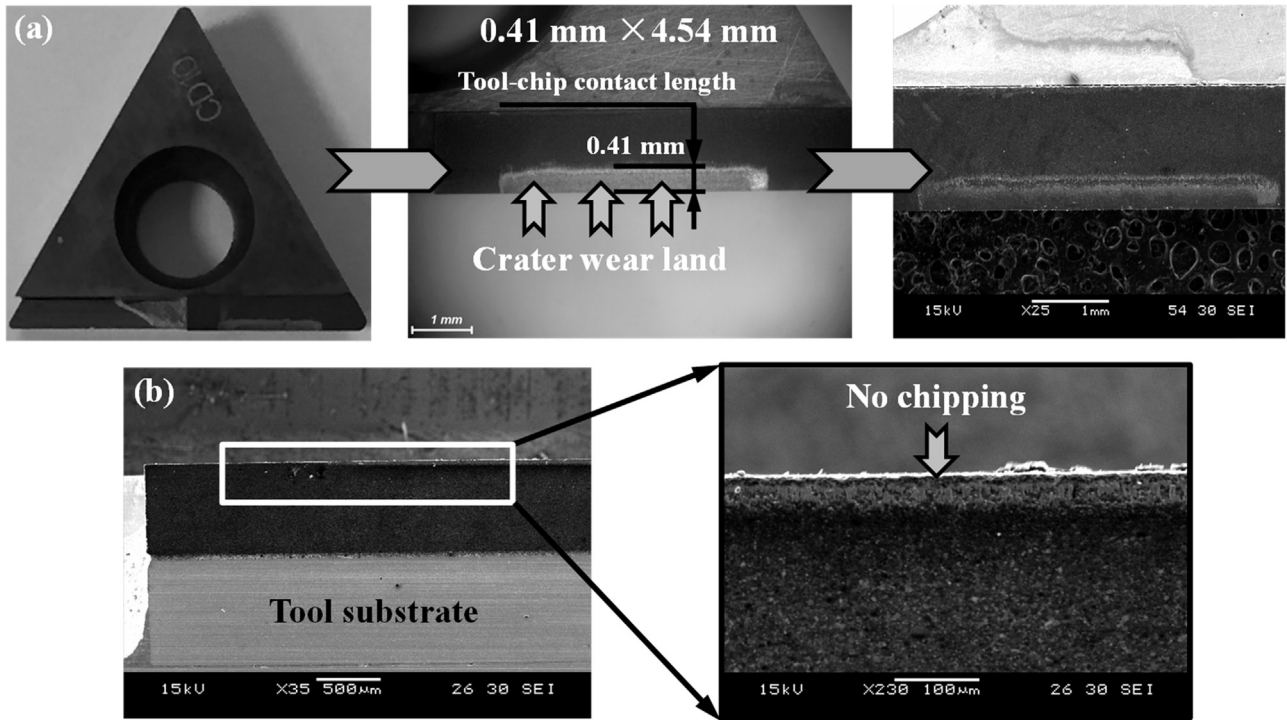 (a)
CD10
0.41 mm × 4.54 mm
Tool-chip contact length
0.41 mm
Crater wear land
1 mm
15kV X25 1mm 54 30 SEI
(b)
Tool substrate
15kV X35 500μm 26 30 SEI
No chipping
15kV X230 100μm 26 30 SEI